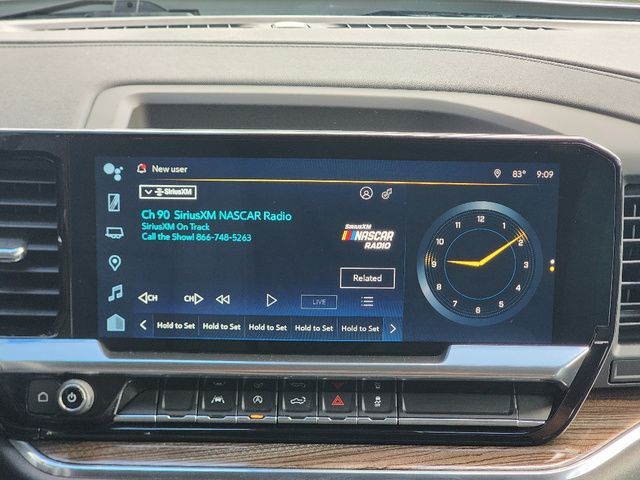 New user
83° 9:09
SiriusXM
Ch 90 SiriusXM NASCAR Radio
SiriusXM On Track
Call the Show! 866-748-5263
SiriusXM
NASCAR
RADIO
Related
CH CH LIVE
Hold to Set Hold to Set Hold to Set Hold to Set Hold to Set
12
1
2
3
4
5
6
7
8
9
10
11